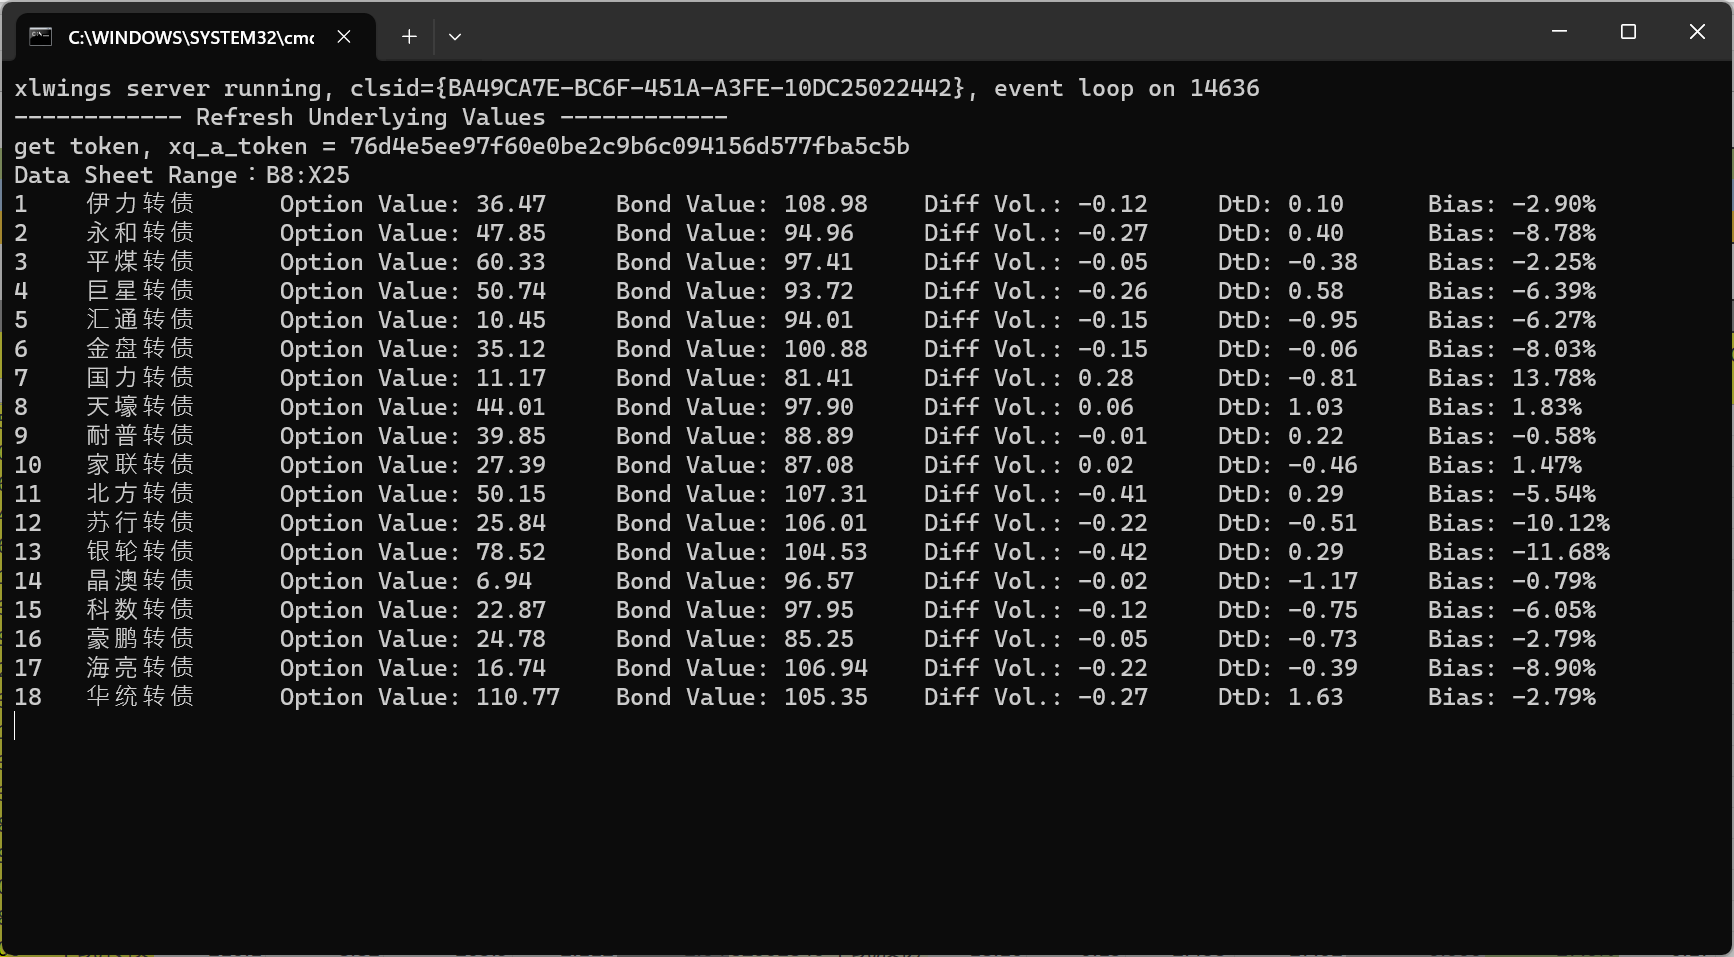 C:\WINDOWS\SYSTEM32\cmc
xlwings server running, clsid={BA49CA7E-BC6F-451A-A3FE-10DC25022442}, event loop on 14636
------------ Refresh Underlying Values ------------
get token, xq_a_token = 76d4e5ee97f60e0be2c9b6c094156d577fba5c5b
Data Sheet Range：B8:X25
1 伊力转债 Option Value: 36.47 Bond Value: 108.98 Diff Vol.: -0.12 DtD: 0.10 Bias: -2.90%
2 永和转债 Option Value: 47.85 Bond Value: 94.96 Diff Vol.: -0.27 DtD: 0.40 Bias: -8.78%
3 平煤转债 Option Value: 60.33 Bond Value: 97.41 Diff Vol.: -0.05 DtD: -0.38 Bias: -2.25%
4 巨星转债 Option Value: 50.74 Bond Value: 93.72 Diff Vol.: -0.26 DtD: 0.58 Bias: -6.39%
5 汇通转债 Option Value: 10.45 Bond Value: 94.01 Diff Vol.: -0.15 DtD: -0.95 Bias: -6.27%
6 金盘转债 Option Value: 35.12 Bond Value: 100.88 Diff Vol.: -0.15 DtD: -0.06 Bias: -8.03%
7 国力转债 Option Value: 11.17 Bond Value: 81.41 Diff Vol.: 0.28 DtD: -0.81 Bias: 13.78%
8 天壕转债 Option Value: 44.01 Bond Value: 97.90 Diff Vol.: 0.06 DtD: 1.03 Bias: 1.83%
9 耐普转债 Option Value: 39.85 Bond Value: 88.89 Diff Vol.: -0.01 DtD: 0.22 Bias: -0.58%
10 家联转债 Option Value: 27.39 Bond Value: 87.08 Diff Vol.: 0.02 DtD: -0.46 Bias: 1.47%
11 北方转债 Option Value: 50.15 Bond Value: 107.31 Diff Vol.: -0.41 DtD: 0.29 Bias: -5.54%
12 苏行转债 Option Value: 25.84 Bond Value: 106.01 Diff Vol.: -0.22 DtD: -0.51 Bias: -10.12%
13 银轮转债 Option Value: 78.52 Bond Value: 104.53 Diff Vol.: -0.42 DtD: 0.29 Bias: -11.68%
14 晶澳转债 Option Value: 6.94 Bond Value: 96.57 Diff Vol.: -0.02 DtD: -1.17 Bias: -0.79%
15 科数转债 Option Value: 22.87 Bond Value: 97.95 Diff Vol.: -0.12 DtD: -0.75 Bias: -6.05%
16 豪鹏转债 Option Value: 24.78 Bond Value: 85.25 Diff Vol.: -0.05 DtD: -0.73 Bias: -2.79%
17 海亮转债 Option Value: 16.74 Bond Value: 106.94 Diff Vol.: -0.22 DtD: -0.39 Bias: -8.90%
18 华统转债 Option Value: 110.77 Bond Value: 105.35 Diff Vol.: -0.27 DtD: 1.63 Bias: -2.79%